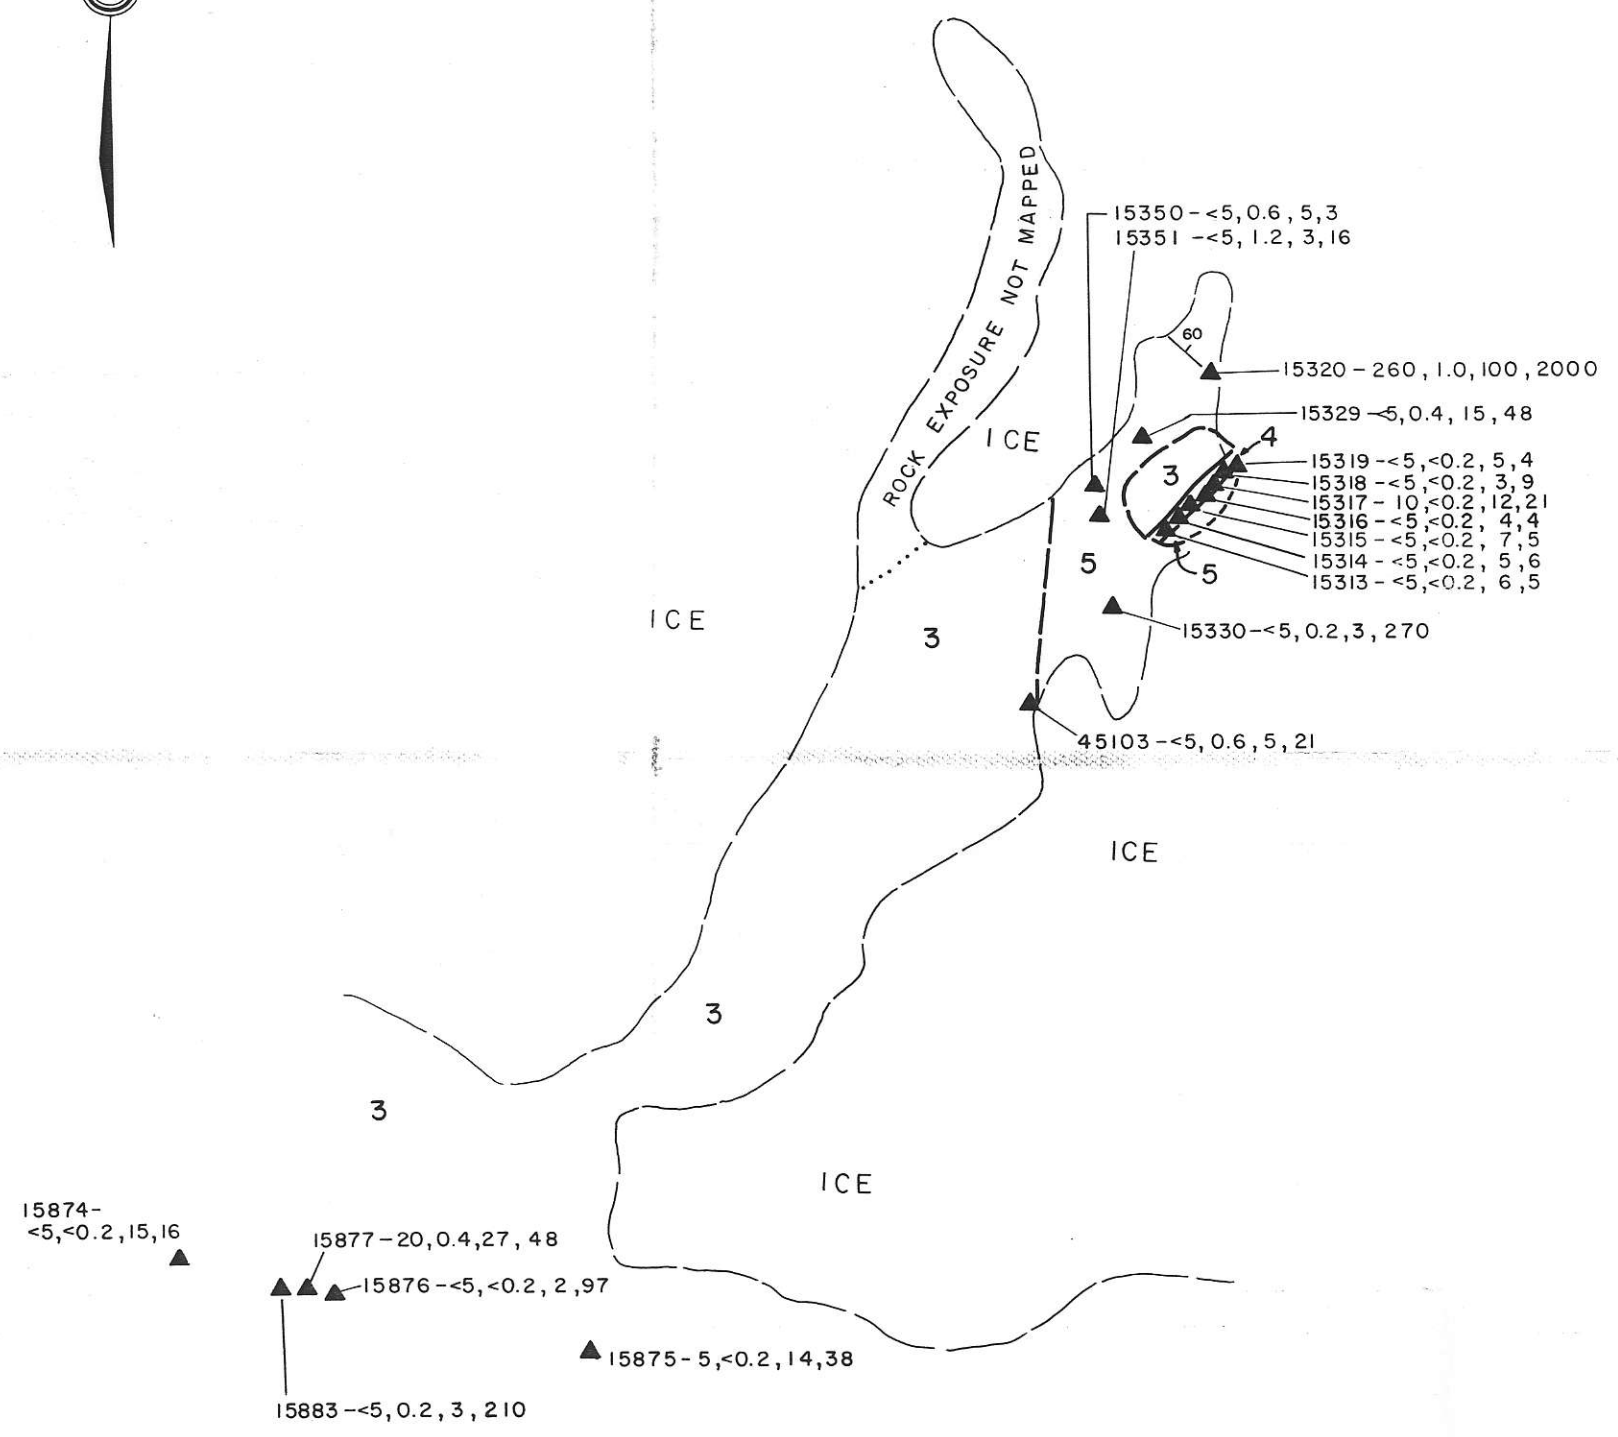 ROCK EXPOSURE NOT MAPPED
15350-<5, 0.6, 5, 3
15351-<5, 1.2, 3, 16
60
15320-260, 1.0, 100, 2000
15329-<5, 0.4, 15, 48
ICE
4
3
15319-<5, <0.2, 5, 4
15318-<5, <0.2, 3, 9
15317-10, <0.2, 12, 21
15316-<5, <0.2, 4, 4
15315-<5, <0.2, 7, 5
15314-<5, <0.2, 5, 6
15313-<5, <0.2, 6, 5
5
5
ICE
3
15330-<5, 0.2, 3, 270
45103-<5, 0.6, 5, 21
ICE
3
3
ICE
15874-
<5, <0.2, 15, 16
15877-20, 0.4, 27, 48
15876-<5, <0.2, 2, 97
15875-5, <0.2, 14, 38
15883-<5, 0.2, 3, 210